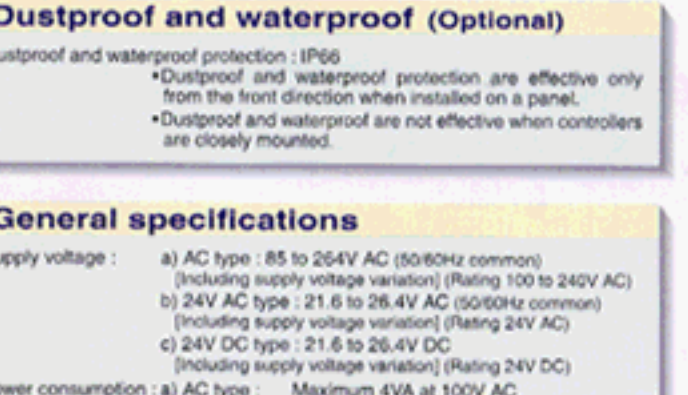 Dustproof and waterproof (Optional)
ustproof and waterproof protection : IP66
•Dustproof and waterproof protection are effective only
from the front direction when installed on a panel.
•Dustproof and waterproof are not effective when controllers
are closely mounted.
General specifications
upply voltage : a) AC type : 85 to 264V AC (50/60Hz common)
[Including supply voltage variation] (Rating 100 to 240V AC)
b) 24V AC type : 21.6 to 26.4V AC (50/60Hz common)
[Including supply voltage variation] (Rating 24V AC)
c) 24V DC type : 21.6 to 26.4V DC
[Including supply voltage variation] (Rating 24V DC)
ower consumption : a) AC type : Maximum 4VA at 100V AC